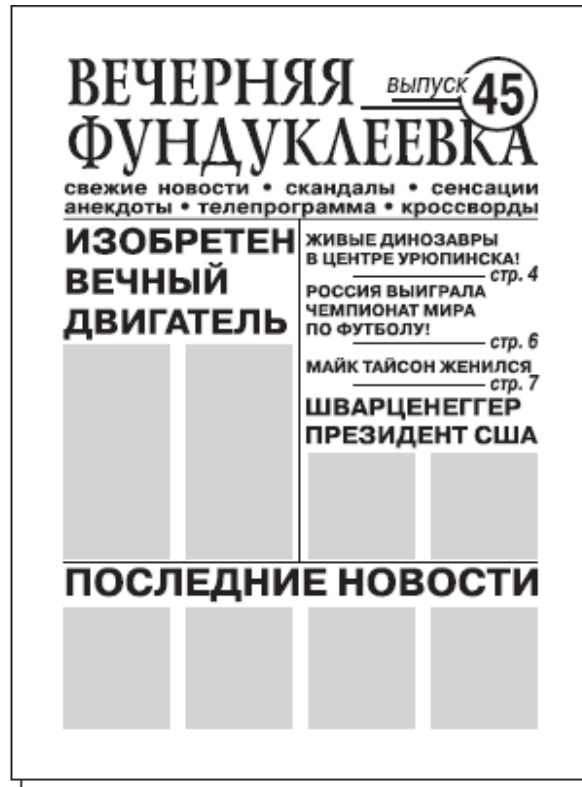 ВЕЧЕРНЯЯ
выпуск 45
ФУНДУКЛЕЕВКА
свежие новости • скандалы • сенсации
анекдоты • телепрограмма • кроссворды
ИЗОБРЕТЕН
ВЕЧНЫЙ
ДВИГАТЕЛЬ
ЖИВЫЕ ДИНОЗАВРЫ
В ЦЕНТРЕ УРЮПИНСКА!
стр. 4
РОССИЯ ВЫИГРАЛА
ЧЕМПИОНАТ МИРА
ПО ФУТБОЛУ!
стр. 6
МАЙК ТАЙСОН ЖЕНИЛСЯ
стр. 7
ШВАРЦЕНЕГГЕР
ПРЕЗИДЕНТ США
ПОСЛЕДНИЕ НОВОСТИ